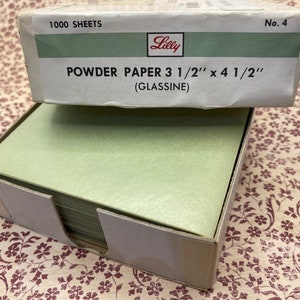 1000 SHEETS No. 4
Lilly
POWDER PAPER 3 1/2" x 4 1/2"
(GLASSINE)